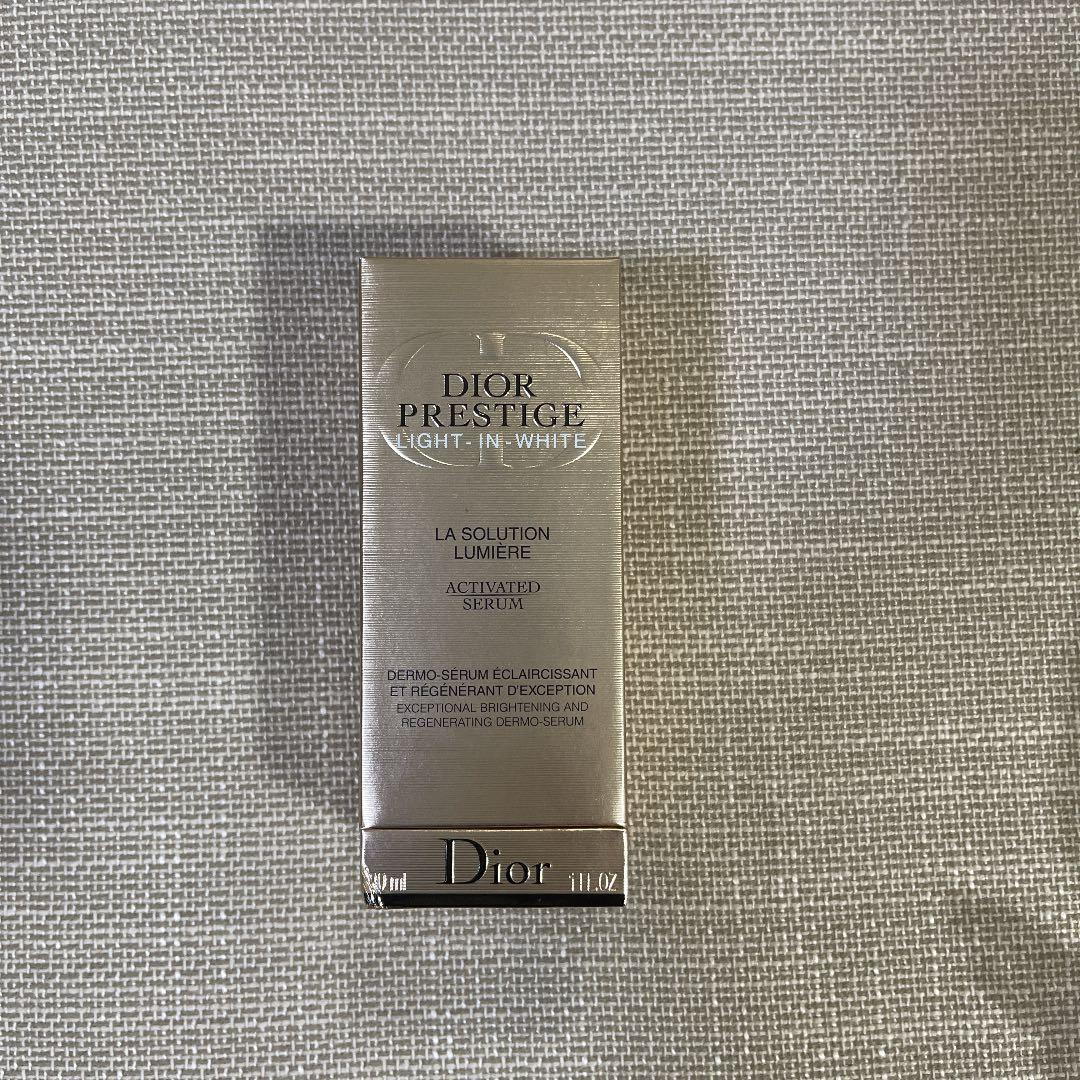 DIOR
PRESTIGE
LIGHT-IN-WHITE
LA SOLUTION
LUMIÈRE
ACTIVATED
SERUM
DERMO-SÉRUM ÉCLAIRCISSANT
ET RÉGÉNÉRANT D'EXCEPTION
EXCEPTIONAL BRIGHTENING AND
REGENERATING DERMO-SERUM
ml Dior 1 FL.OZ